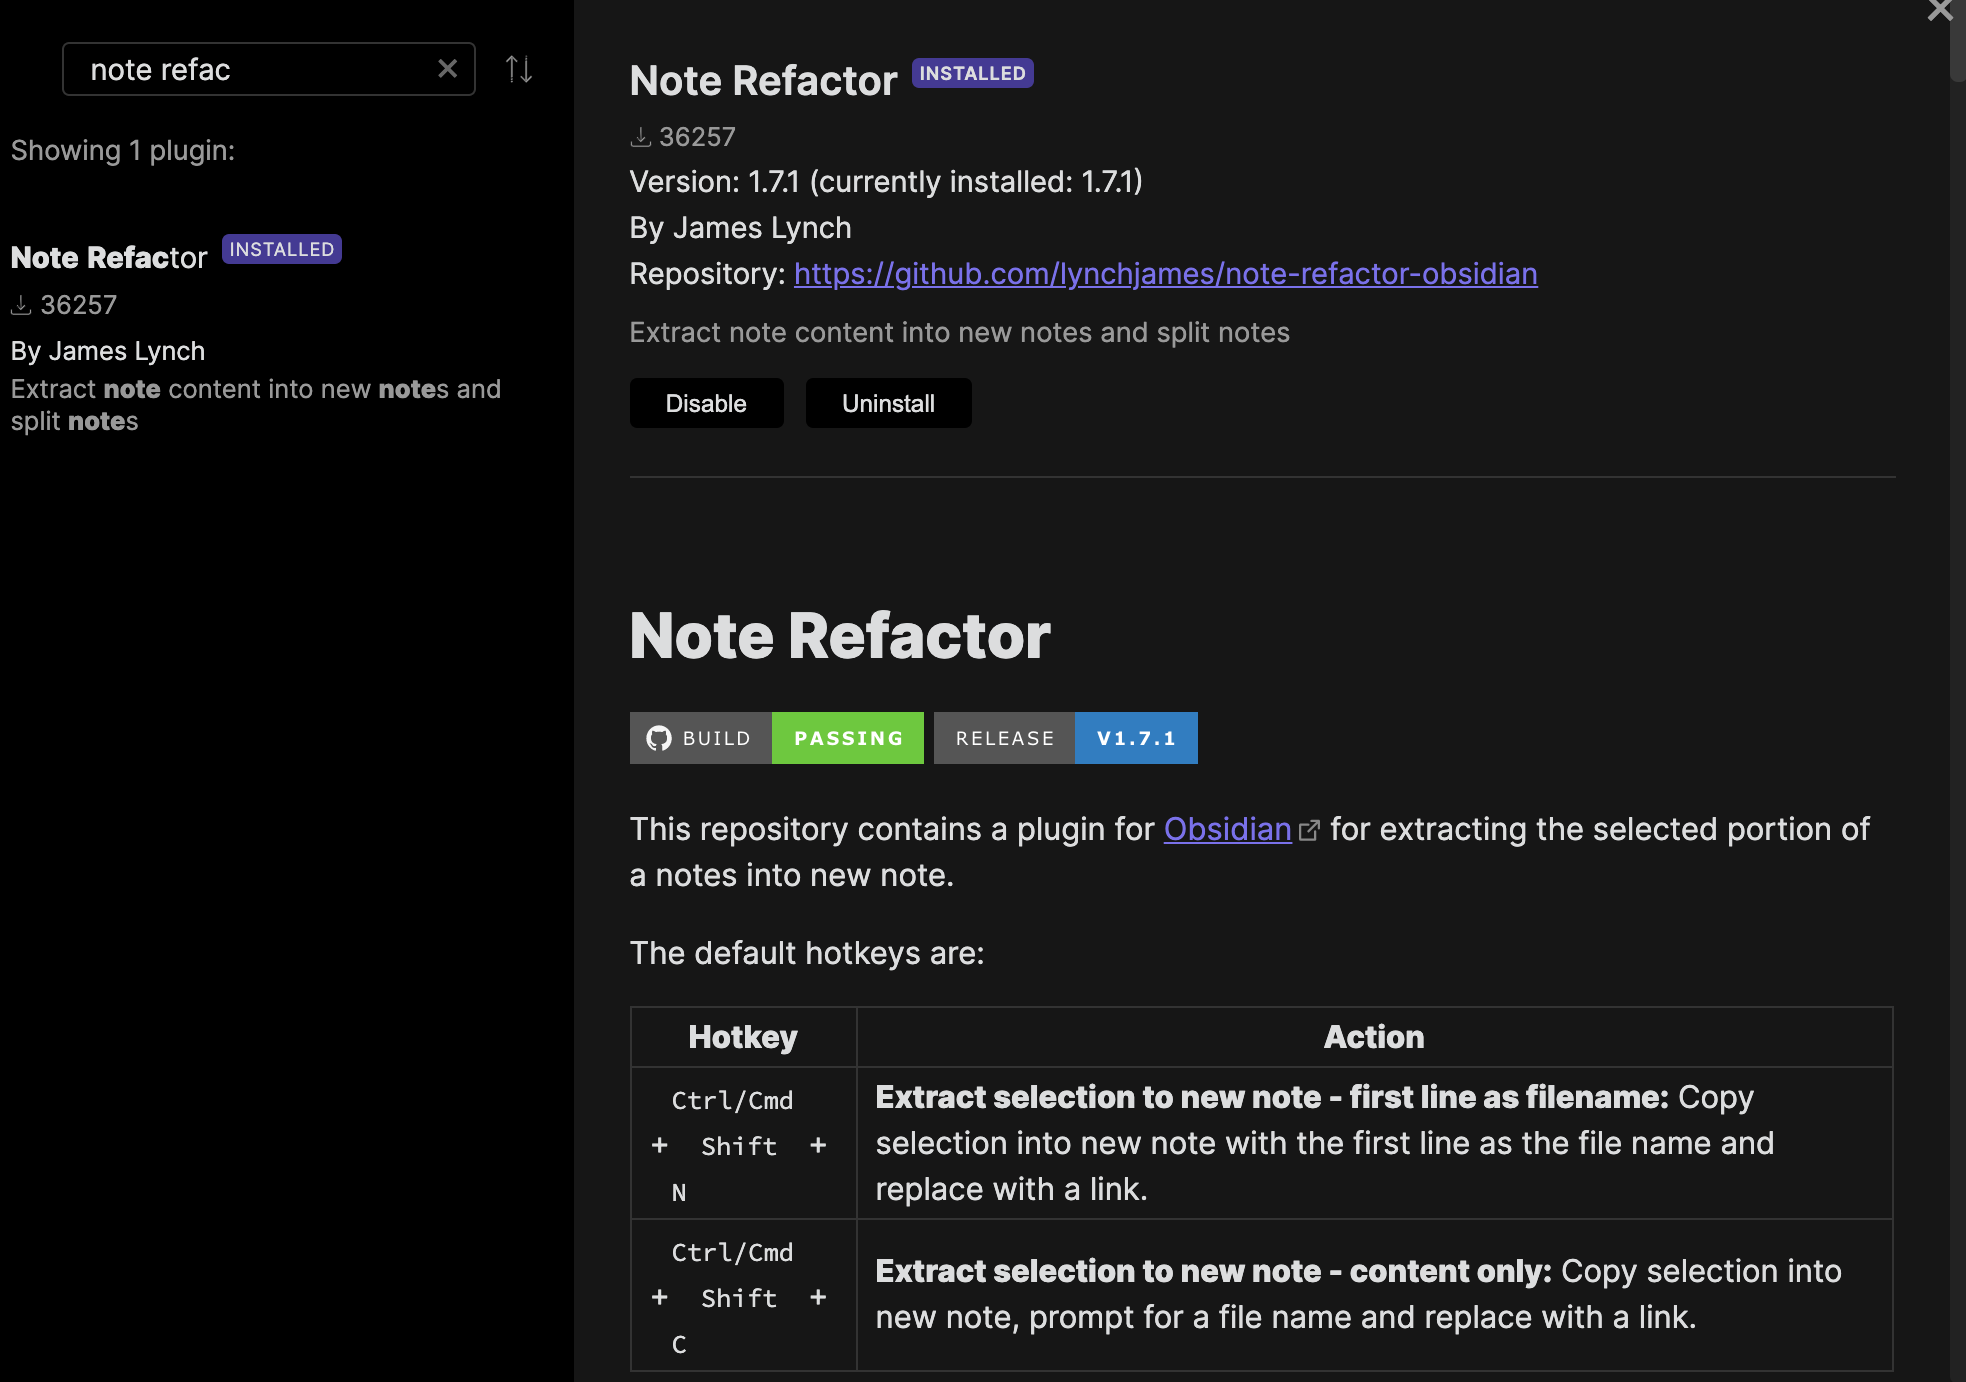 note refac
Showing 1 plugin:
Note Refactor INSTALLED
36257
By James Lynch
Extract note content into new notes and
split notes
Note Refactor INSTALLED
36257
Version: 1.7.1 (currently installed: 1.7.1)
By James Lynch
Repository: https://github.com/lynchjames/note-refactor-obsidian
Extract note content into new notes and split notes
Disable Uninstall
Note Refactor
BUILD PASSING RELEASE V1.7.1
This repository contains a plugin for Obsidian for extracting the selected portion of
a notes into new note.
The default hotkeys are:
Hotkey Action
Ctrl/Cmd
+ Shift +
N
Extract selection to new note - first line as filename: Copy
selection into new note with the first line as the file name and
replace with a link.
Ctrl/Cmd
+ Shift +
C
Extract selection to new note - content only: Copy selection into
new note, prompt for a file name and replace with a link.